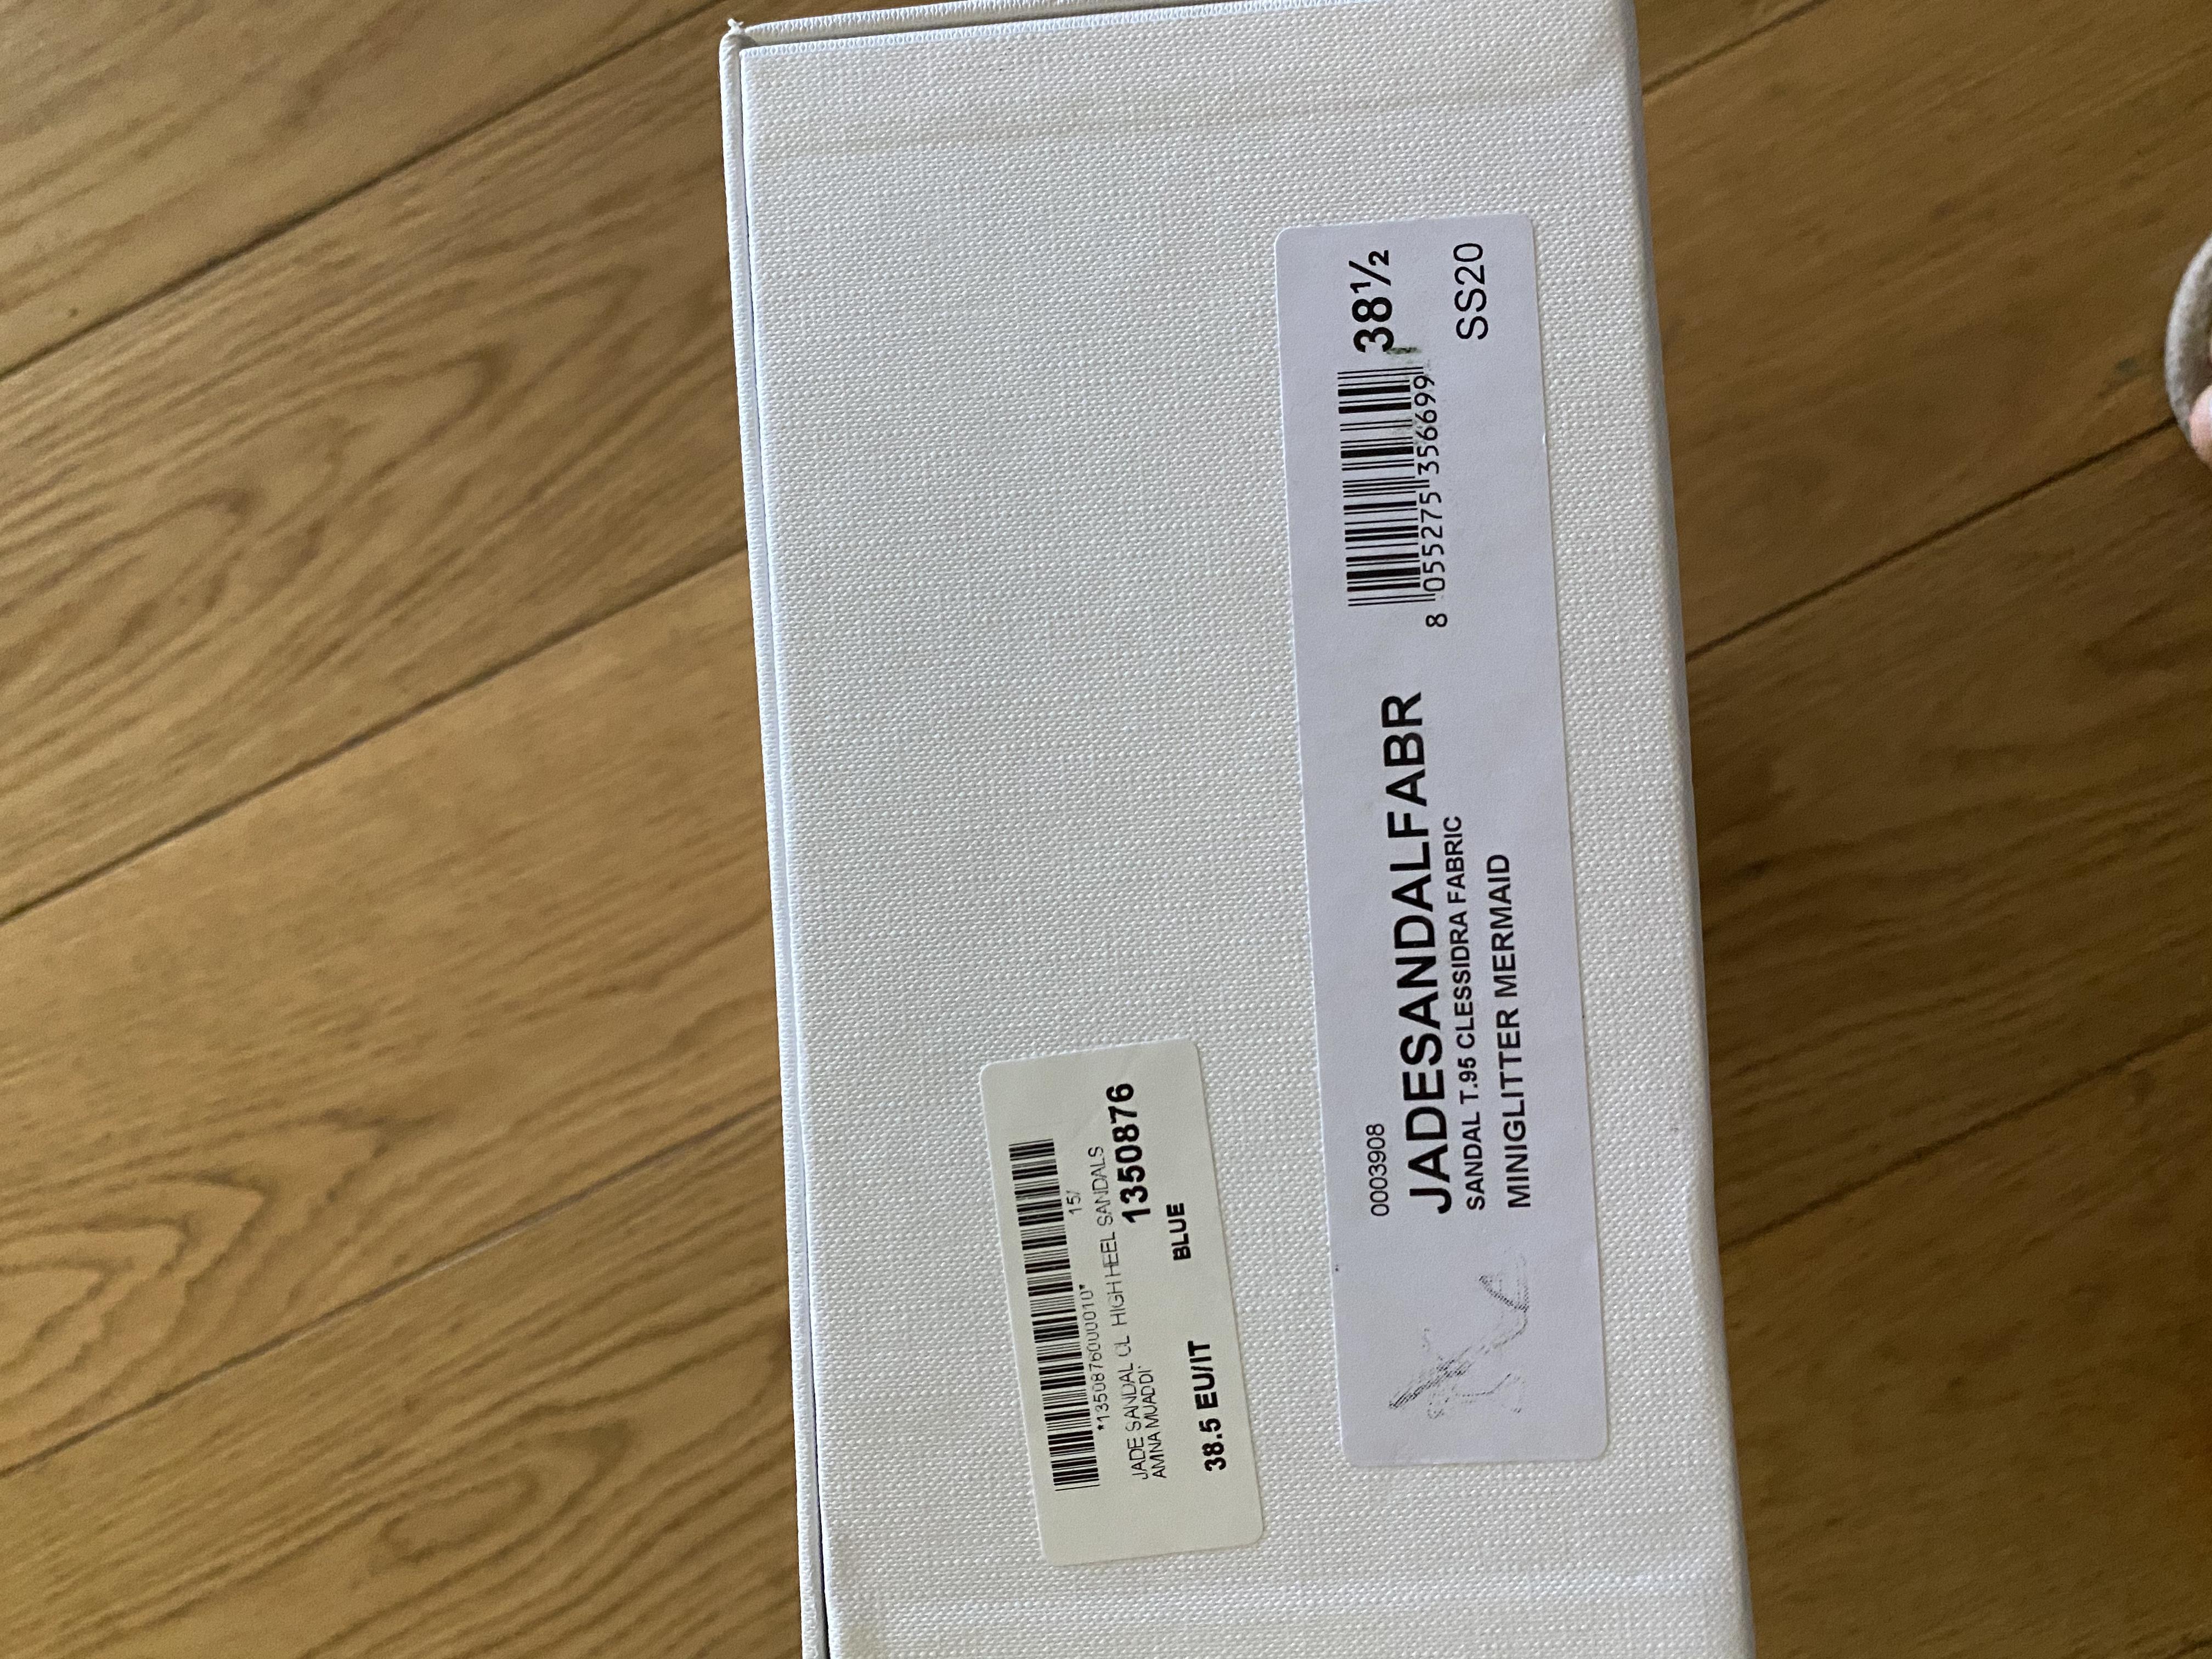 *1350876000010*
15/
JADE SANDAL CL HIGH HEEL SANDALS
AMINA MUADDI
1350876
38.5 EU/IT
BLUE
0003908
JADESANDALFABR
SANDAL T.95 CLESSIDRA FABRIC
MINIGLITTER MERMAID
8 055275 356699
38½
SS20